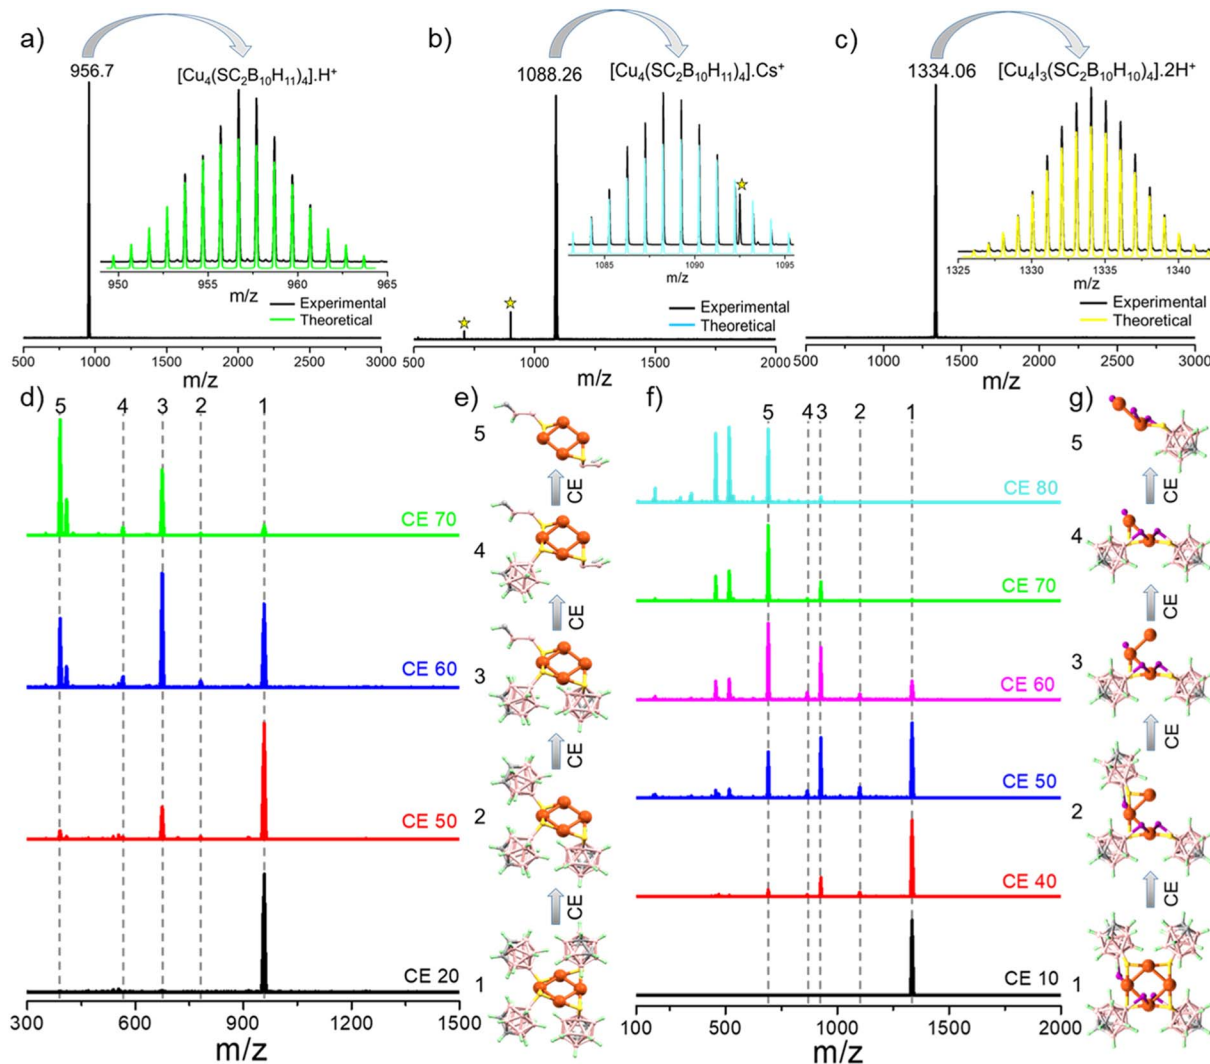 a)
956.7
[Cu₄(SC₂B₁₀H₁₁)₄].H⁺
950 955 960 965
m/z
Experimental
Theoretical
500 1000 1500 2000 2500 3000
m/z
b)
1088.26
[Cu₄(SC₂B₁₀H₁₁)₄].Cs⁺
1085 1090 1095
m/z
Experimental
Theoretical
500 750 1000 1250 1500 1750 2000
m/z
c)
1334.06
[Cu₄I₃(SC₂B₁₀H₁₀)₄].2H⁺
1325 1330 1335 1340
m/z
Experimental
Theoretical
500 1000 1500 2000 2500 3000
m/z
d)
5 4 3 2 1
CE 70
CE 60
CE 50
CE 20
300 600 900 1200 1500
m/z
e)
5
CE
4
CE
3
CE
2
CE
1
f)
5 4 3 2 1
CE 80
CE 70
CE 60
CE 50
CE 40
CE 10
100 500 1000 1500 2000
m/z
g)
5
CE
4
CE
3
CE
2
CE
1